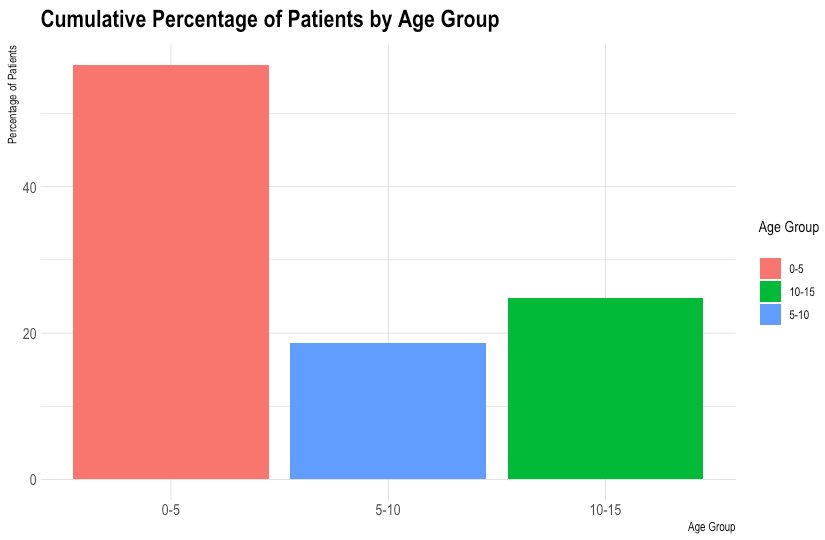 Cumulative Percentage of Patients by Age Group
Percentage of Patients
40
20
0
0-5
5-10
10-15
Age Group
Age Group
0-5
10-15
5-10